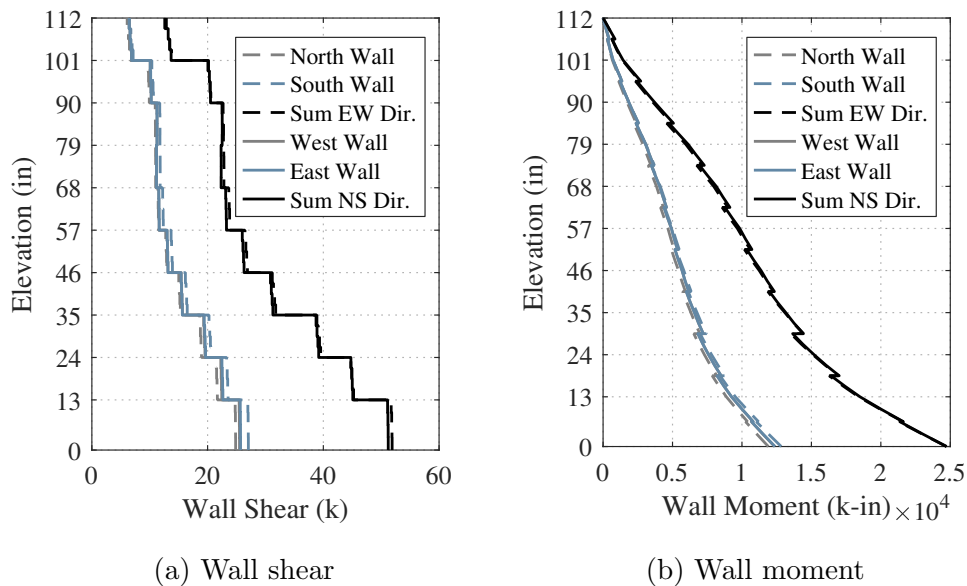 112
101
90
79
68
57
46
35
24
13
0
Elevation (in)
North Wall
South Wall
Sum EW Dir.
West Wall
East Wall
Sum NS Dir.
0 20 40 60
Wall Shear (k)
(a) Wall shear
112
101
90
79
68
57
46
35
24
13
0
Elevation (in)
North Wall
South Wall
Sum EW Dir.
West Wall
East Wall
Sum NS Dir.
0 0.5 1 1.5 2 2.5
Wall Moment (k-in) ×10⁴
(b) Wall moment